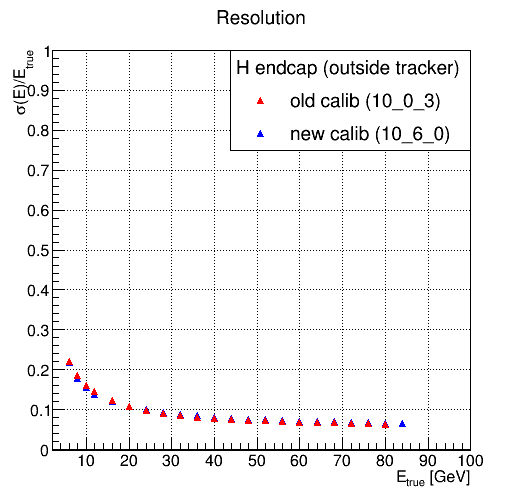 Resolution
σ(E)/E_true
H endcap (outside tracker)
old calib (10_0_3)
new calib (10_6_0)
1
0.9
0.8
0.7
0.6
0.5
0.4
0.3
0.2
0.1
0
10 20 30 40 50 60 70 80 90 100
E_true [GeV]